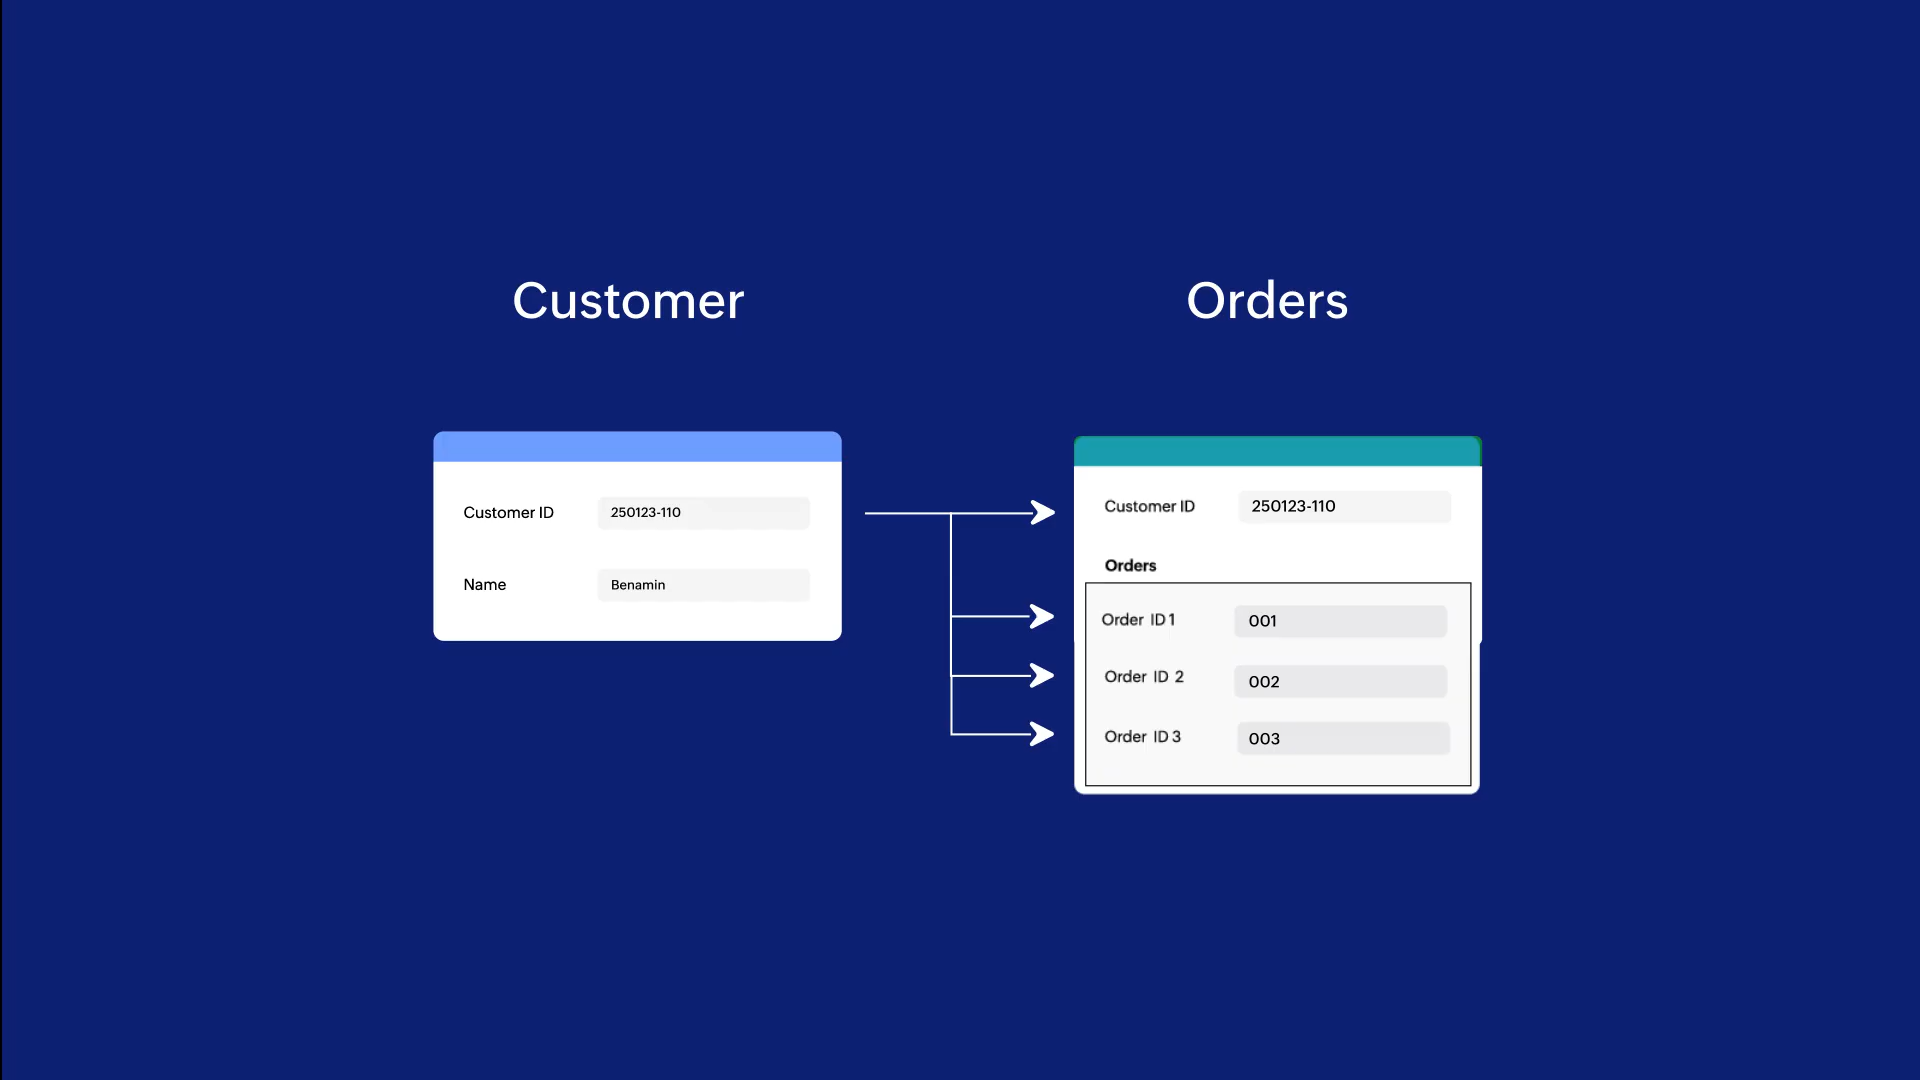 Customer
Orders
Customer ID 250123-110
Name Benamin
Customer ID 250123-110
Orders
Order ID 1 001
Order ID 2 002
Order ID 3 003